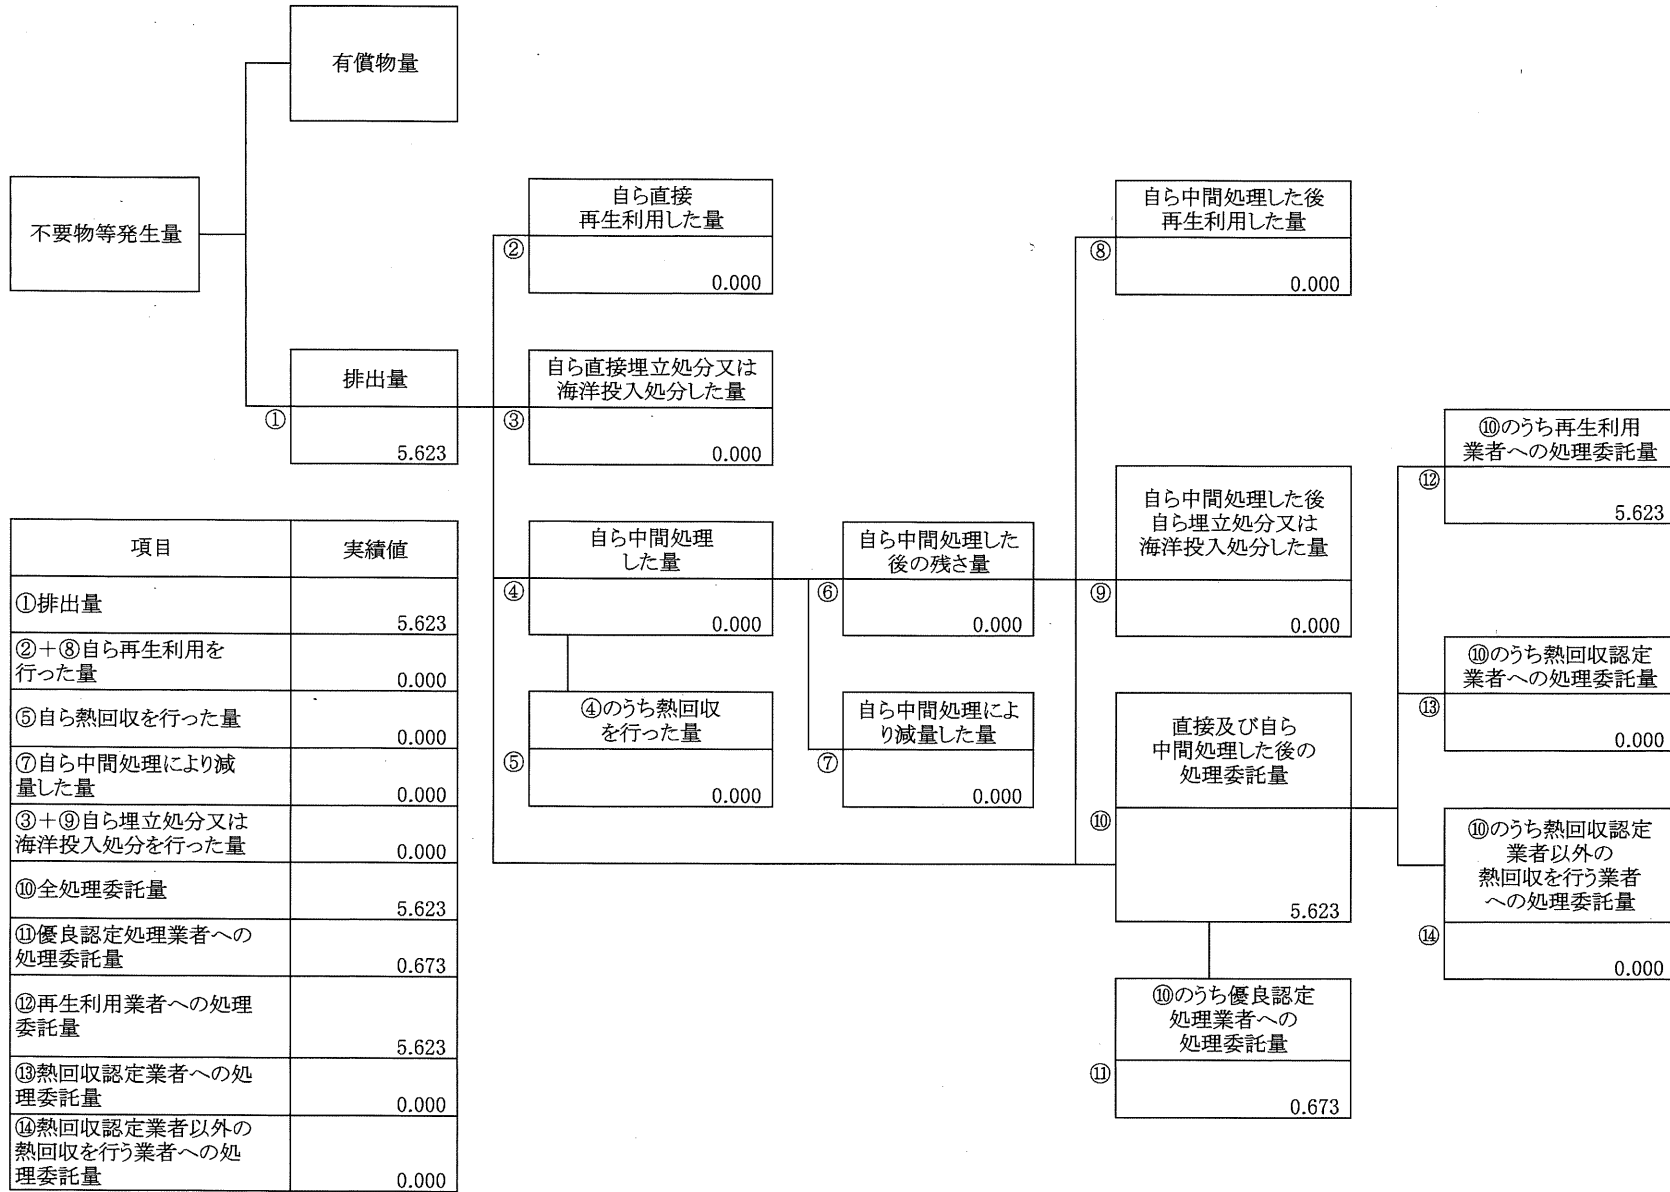 有償物量
不要物等発生量
自ら直接
再生利用した量
②
0.000
自ら中間処理した後
再生利用した量
⑧
0.000
排出量
①
5.623
自ら直接埋立処分又は
海洋投入処分した量
③
0.000
⑩のうち再生利用
業者への処理委託量
⑫
5.623
自ら中間処理
した量
④
0.000
自ら中間処理した
後の残さ量
⑥
0.000
自ら中間処理した後
自ら埋立処分又は
海洋投入処分した量
⑨
0.000
⑩のうち熱回収認定
業者への処理委託量
⑬
0.000
④のうち熱回収
を行った量
⑤
0.000
自ら中間処理によ
り減量した量
⑦
0.000
直接及び自ら
中間処理した後の
処理委託量
⑩
5.623
⑩のうち熱回収認定
業者以外の
熱回収を行う業者
への処理委託量
⑭
0.000
⑩のうち優良認定
処理業者への
処理委託量
⑪
0.673
項目 実績値
①排出量
5.623
②＋⑧自ら再生利用を
行った量 0.000
⑤自ら熱回収を行った量
0.000
⑦自ら中間処理により減
量した量 0.000
③＋⑨自ら埋立処分又は
海洋投入処分を行った量 0.000
⑩全処理委託量
5.623
⑪優良認定処理業者への
処理委託量 0.673
⑫再生利用業者への処理
委託量
5.623
⑬熱回収認定業者への処
理委託量 0.000
⑭熱回収認定業者以外の
熱回収を行う業者への処
理委託量 0.000